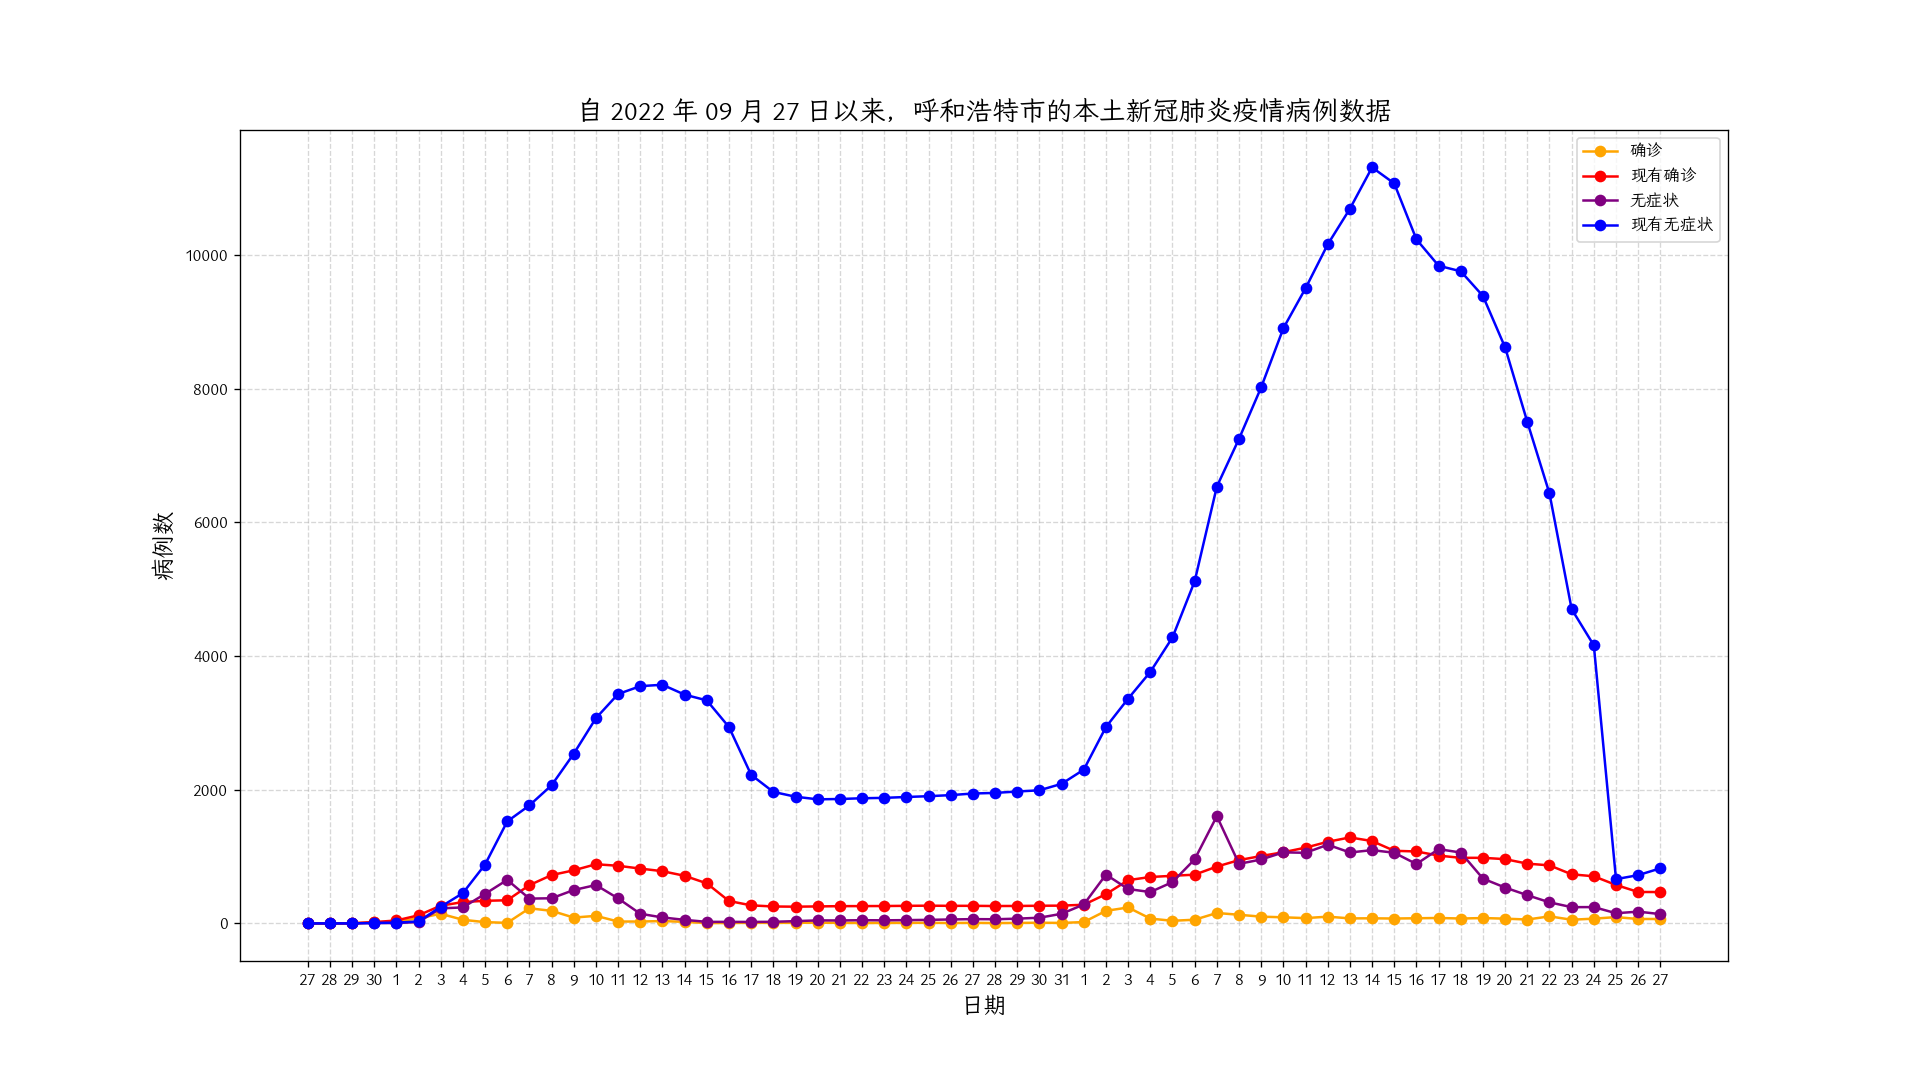 自 2022 年 09 月 27 日以来，呼和浩特市的本土新冠肺炎疫情病例数据
确诊
现有确诊
无症状
现有无症状
10000
8000
6000
4000
2000
0
病例数
27 28 29 30 1 2 3 4 5 6 7 8 9 10 11 12 13 14 15 16 17 18 19 20 21 22 23 24 25 26 27 28 29 30 31 1 2 3 4 5 6 7 8 9 10 11 12 13 14 15 16 17 18 19 20 21 22 23 24 25 26 27
日期